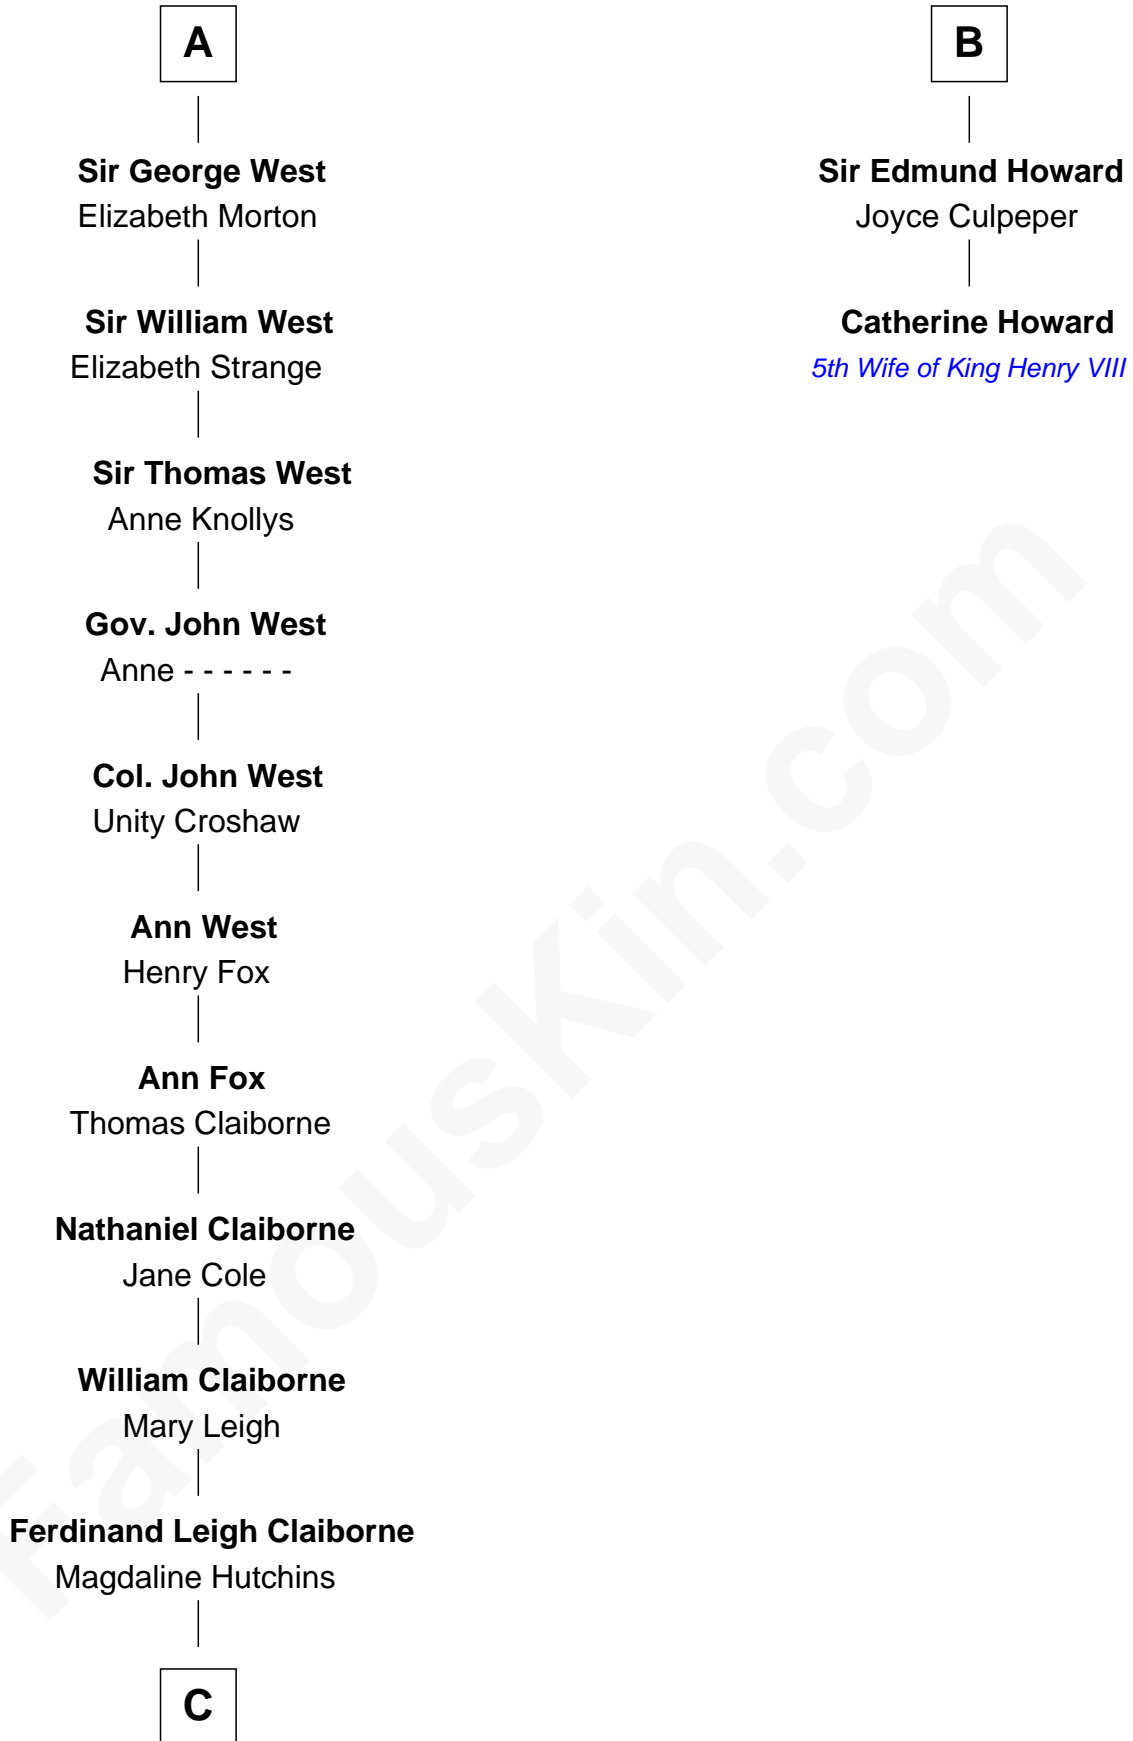 A
Sir George West
Elizabeth Morton
Sir William West
Elizabeth Strange
Sir Thomas West
Anne Knollys
Gov. John West
Anne - - - - - -
Col. John West
Unity Croshaw
Ann West
Henry Fox
Ann Fox
Thomas Claiborne
Nathaniel Claiborne
Jane Cole
William Claiborne
Mary Leigh
Ferdinand Leigh Claiborne
Magdaline Hutchins
C
B
Sir Edmund Howard
Joyce Culpeper
Catherine Howard
5th Wife of King Henry VIII
FamousKin.com